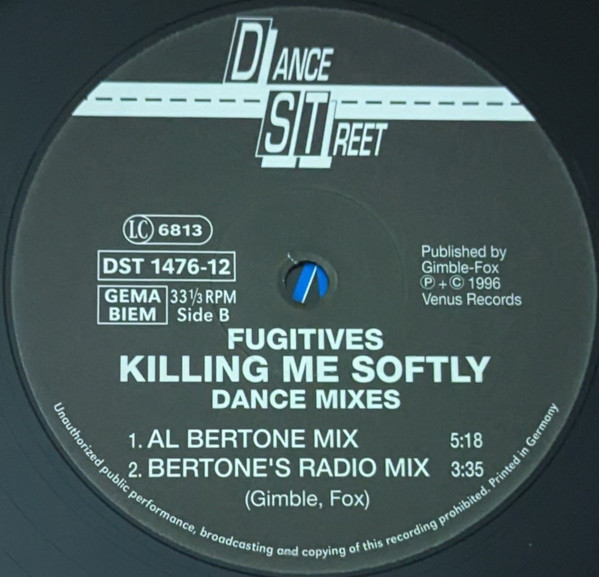 DANCE
STREET
LC 6813
DST 1476-12
GEMA
BIEM
33⅓ RPM
Side B
Published by
Gimble-Fox
Ⓟ + © 1996
Venus Records
FUGITIVES
KILLING ME SOFTLY
DANCE MIXES
1. AL BERTONE MIX 5:18
2. BERTONE'S RADIO MIX 3:35
(Gimble, Fox)
Unauthorized public performance, broadcasting and copying of this recording prohibited. Printed in Germany